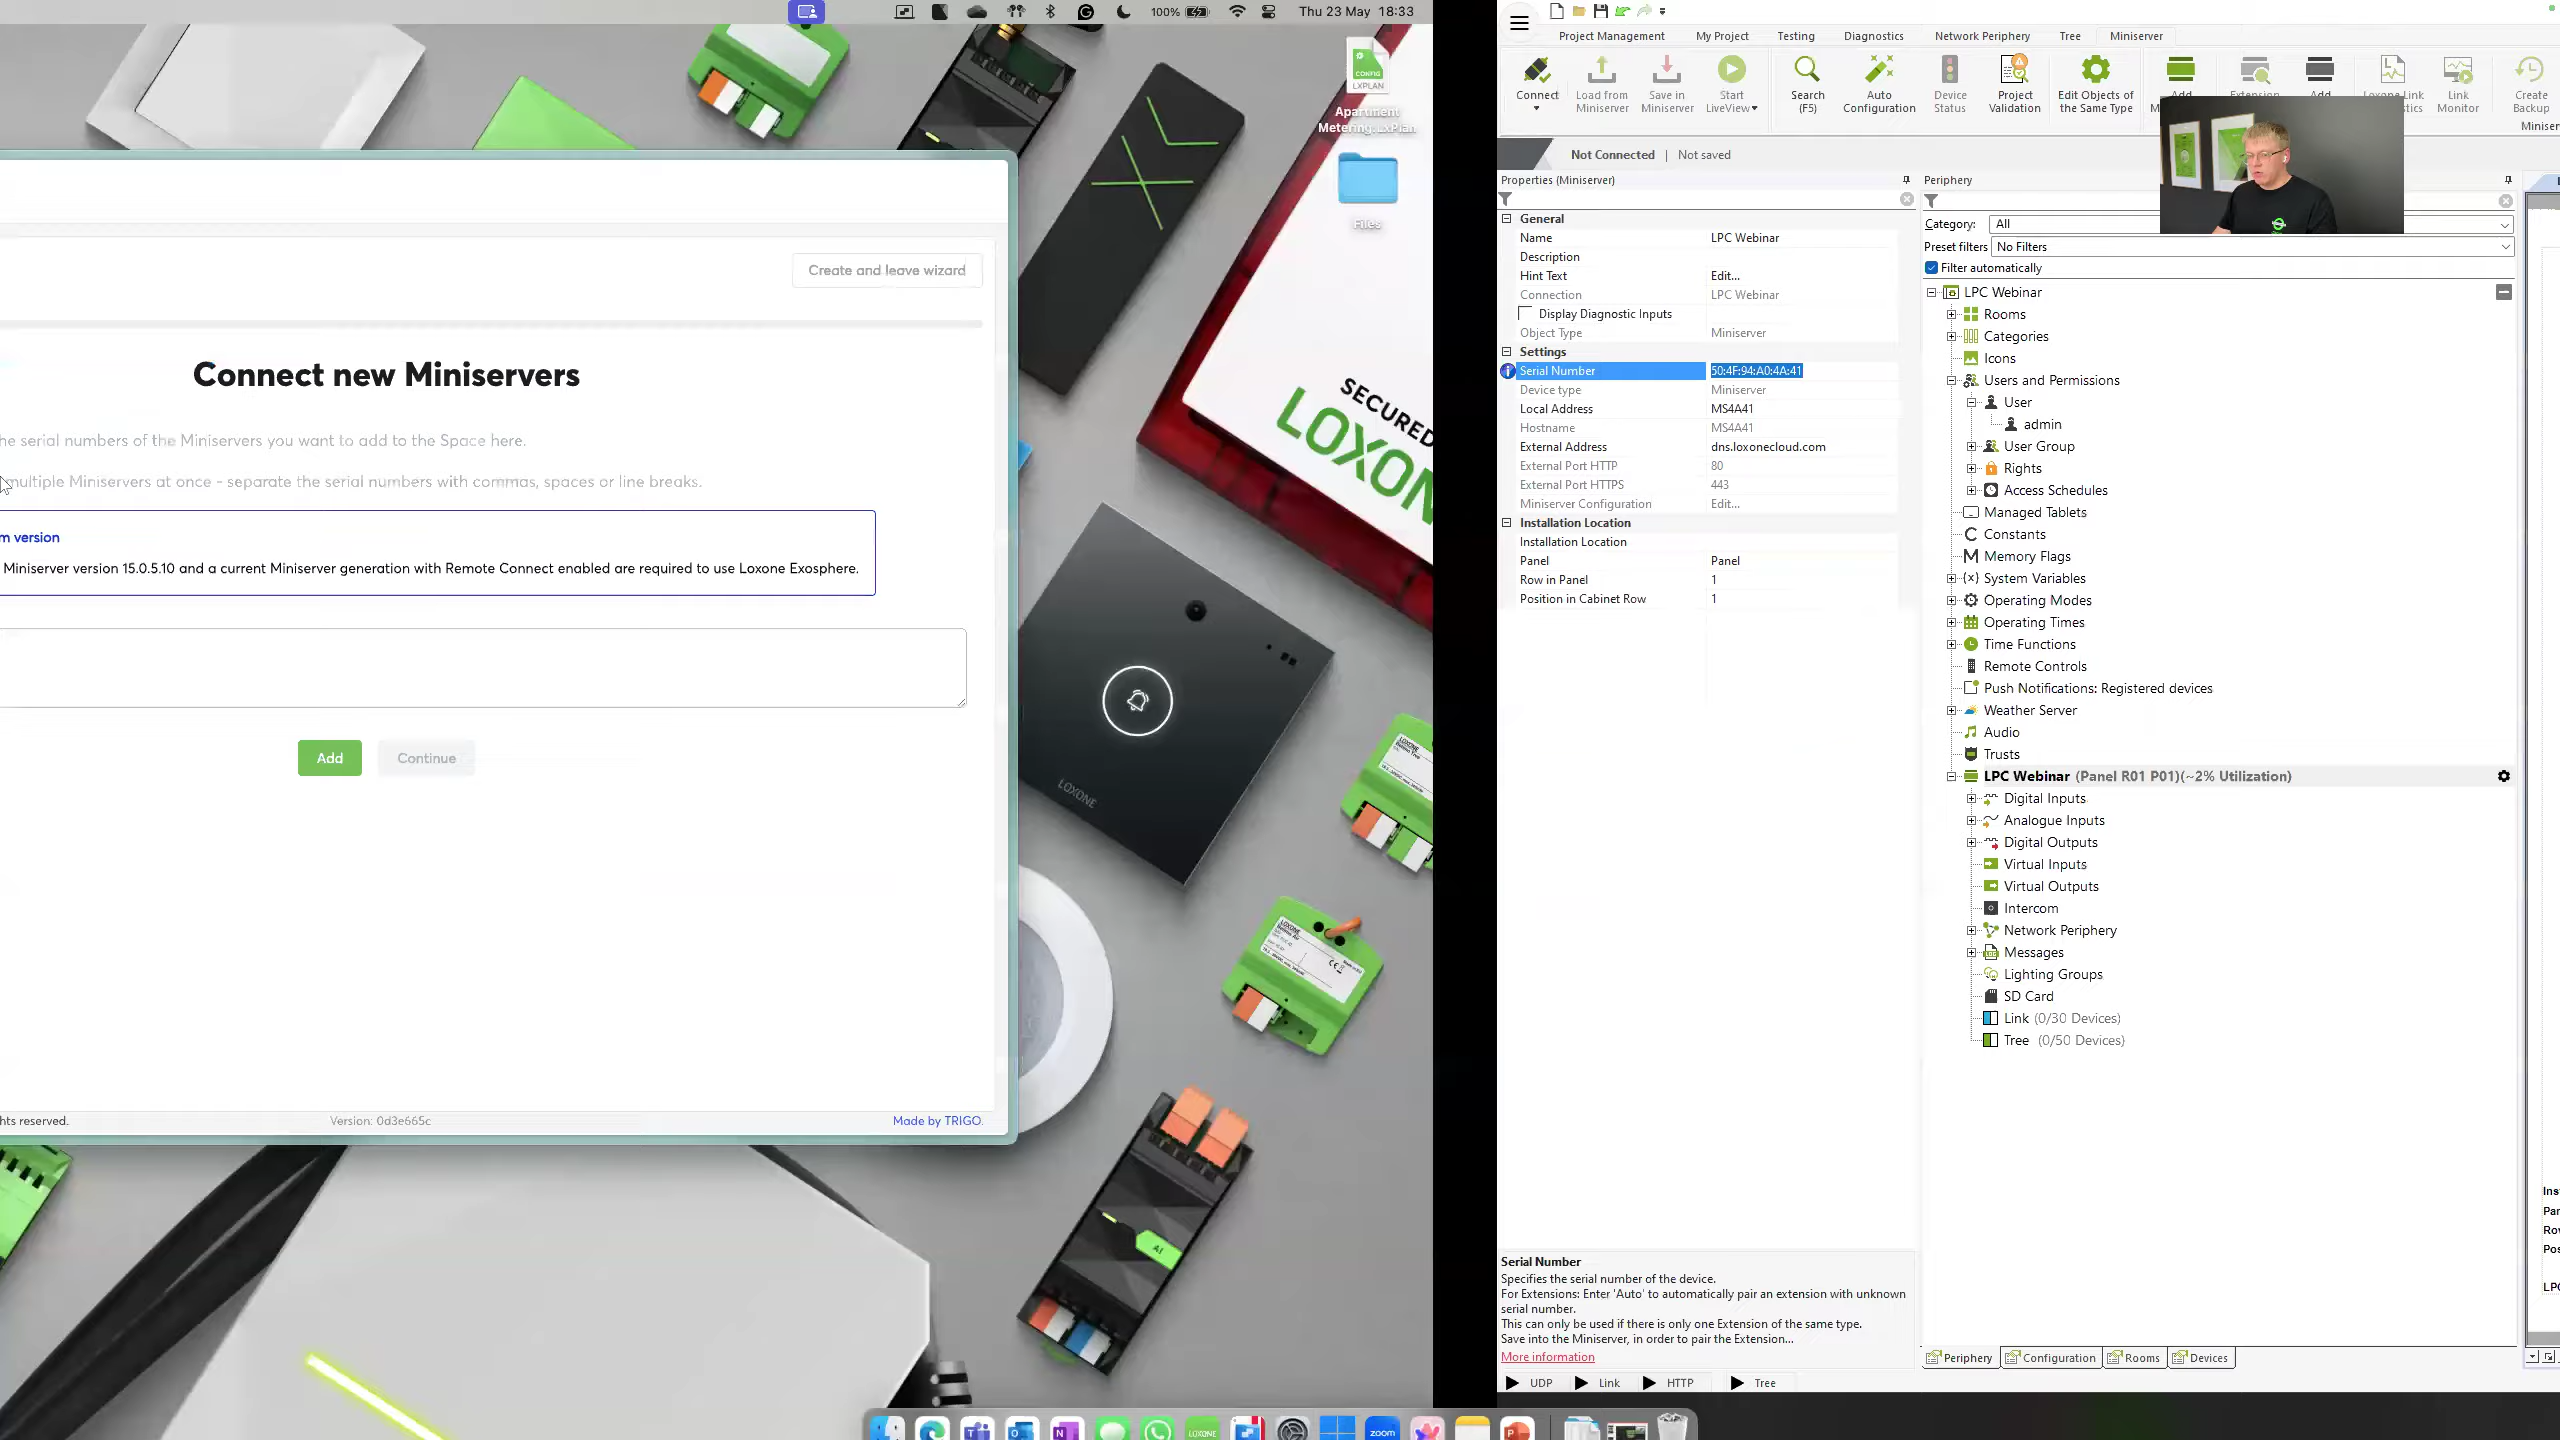 100%
Thu 23 May 18:33
CONFIG
LXPLAN
Apartment
Metering.LxPlan
Files
SECURED
LOXON
LOXONE
Create and leave wizard
Connect new Miniservers
he serial numbers of the Miniservers you want to add to the Space here.
multiple Miniservers at once - separate the serial numbers with commas, spaces or line breaks.
m version
Miniserver version 15.0.5.10 and a current Miniserver generation with Remote Connect enabled are required to use Loxone Exosphere.
Add
Continue
hts reserved.
Version: 0d3e665c
Made by TRIGO.
Project Management
My Project
Testing
Diagnostics
Network Periphery
Tree
Miniserver
Connect
Load from Miniserver
Save in Miniserver
Start LiveView
Search (F5)
Auto Configuration
Device Status
Project Validation
Edit Objects of the Same Type
Link Monitor
Create Backup
Miniser
Not Connected | Not saved
Properties (Miniserver)
General
Name LPC Webinar
Description
Hint Text Edit...
Connection LPC Webinar
Display Diagnostic Inputs
Object Type Miniserver
Settings
Serial Number 50:4F:94:A0:4A:41
Device type Miniserver
Local Address MS4A41
Hostname MS4A41
External Address dns.loxonecloud.com
External Port HTTP 80
External Port HTTPS 443
Miniserver Configuration Edit...
Installation Location
Installation Location
Panel Panel
Row in Panel 1
Position in Cabinet Row 1
Serial Number
Specifies the serial number of the device.
For Extensions: Enter 'Auto' to automatically pair an extension with unknown
serial number.
This can only be used if there is only one Extension of the same type.
Save into the Miniserver, in order to pair the Extension...
More information
UDP
Link
HTTP
Tree
Periphery
Category: All
Preset filters No Filters
Filter automatically
LPC Webinar
Rooms
Categories
Icons
Users and Permissions
User
admin
User Group
Rights
Access Schedules
Managed Tablets
Constants
Memory Flags
System Variables
Operating Modes
Operating Times
Time Functions
Remote Controls
Push Notifications: Registered devices
Weather Server
Audio
Trusts
LPC Webinar (Panel R01 P01)(~2% Utilization)
Digital Inputs
Analogue Inputs
Digital Outputs
Virtual Inputs
Virtual Outputs
Intercom
Network Periphery
Messages
Lighting Groups
SD Card
Link (0/30 Devices)
Tree (0/50 Devices)
Periphery
Configuration
Rooms
Devices
Ins
Par
Rov
Pos
LPC
LOXONE
zoom